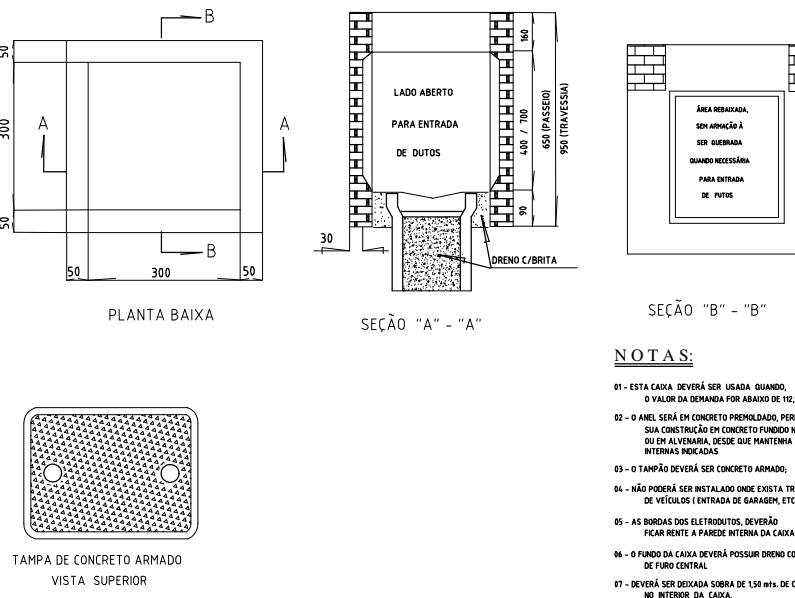 B
50
300
50
A
A
B
50
300
50
PLANTA BAIXA
LADO ABERTO
PARA ENTRADA
DE DUTOS
160
400 / 700
90
650 (PASSEIO)
950 (TRAVESSIA)
30
DRENO C/BRITA
SEÇÃO "A" - "A"
ÁREA REBAIXADA,
SEM ARMAÇÃO À
SER QUEBRADA
QUANDO NECESSÁRIA
PARA ENTRADA
DE FUTOS
SEÇÃO "B" - "B"
TAMPA DE CONCRETO ARMADO
VISTA SUPERIOR
NOTAS:
01 - ESTA CAIXA DEVERÁ SER USADA QUANDO,
O VALOR DA DEMANDA FOR ABAIXO DE 112,
02 - O ANEL SERÁ EM CONCRETO PREMOLDADO,
SUA CONSTRUÇÃO EM CONCRETO FUNDIDO
OU EM ALVENARIA, DESDE QUE MANTENHA
INTERNAS INDICADAS
03 - O TAMPÃO DEVERÁ SER CONCRETO ARMADO;
04 - NÃO PODERÁ SER INSTALADO ONDE EXISTA
DE VEÍCULOS ( ENTRADA DE GARAGEM, ETC
05 - AS BORDAS DOS ELETRODUTOS, DEVERÃO
FICAR RENTE A PAREDE INTERNA DA CAIXA
06 - O FUNDO DA CAIXA DEVERÁ POSSUIR DRENO
DE FURO CENTRAL
07 - DEVERÁ SER DEIXADA SOBRA DE 1,50 mts. DE
NO INTERIOR DA CAIXA.